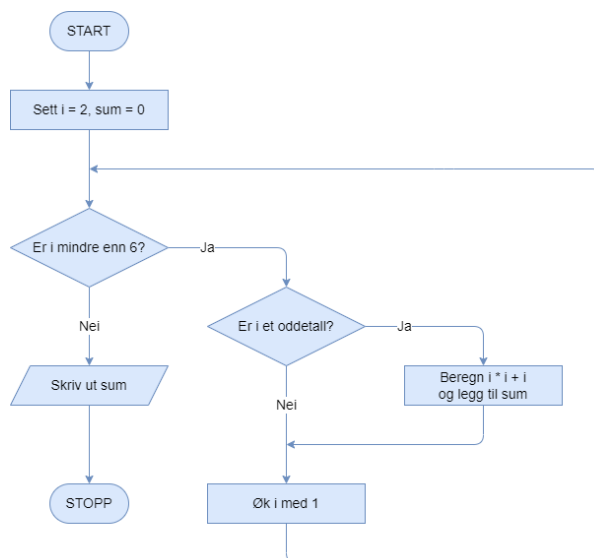 START
Sett i = 2, sum = 0
Er i mindre enn 6?
Ja
Er i et oddetall?
Ja
Nei
Beregn i * i + i
og legg til sum
Skriv ut sum
Nei
STOPP
Øk i med 1